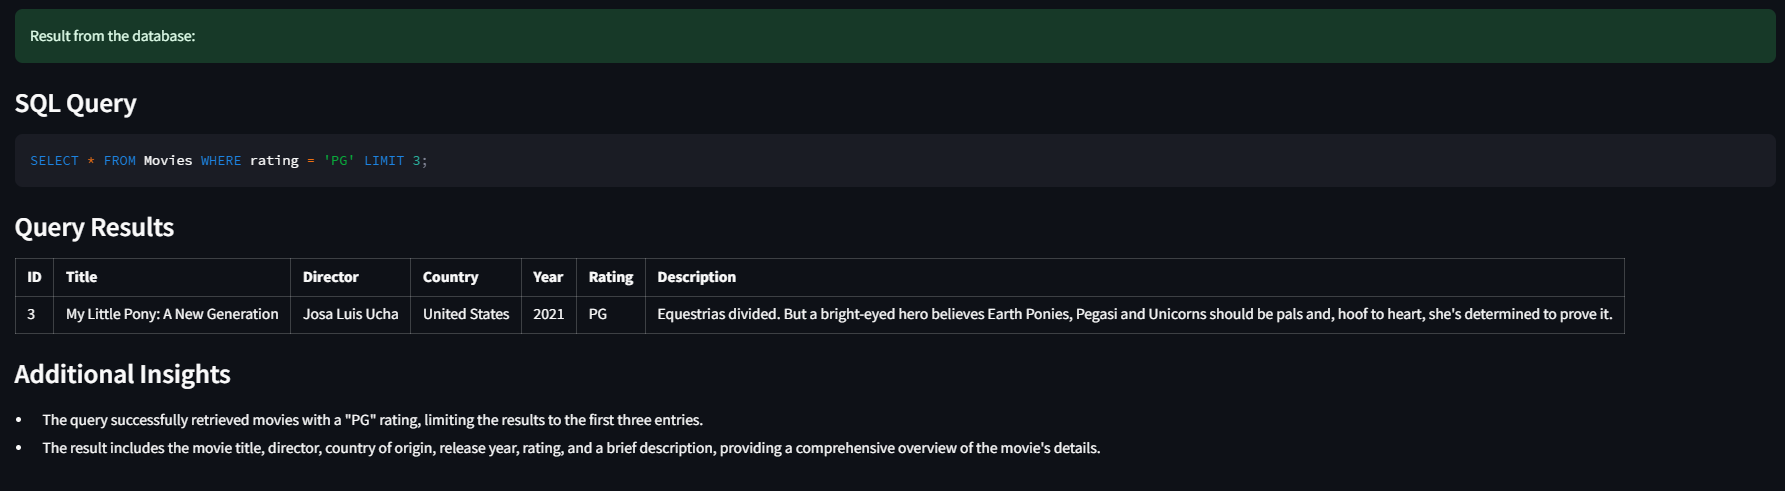 Result from the database:
SQL Query
SELECT * FROM Movies WHERE rating = 'PG' LIMIT 3;
Query Results
ID Title Director Country Year Rating Description
3 My Little Pony: A New Generation Josa Luis Ucha United States 2021 PG Equestrias divided. But a bright-eyed hero believes Earth Ponies, Pegasi and Unicorns should be pals and, hoof to heart, she's determined to prove it.
Additional Insights
• The query successfully retrieved movies with a "PG" rating, limiting the results to the first three entries.
• The result includes the movie title, director, country of origin, release year, rating, and a brief description, providing a comprehensive overview of the movie's details.